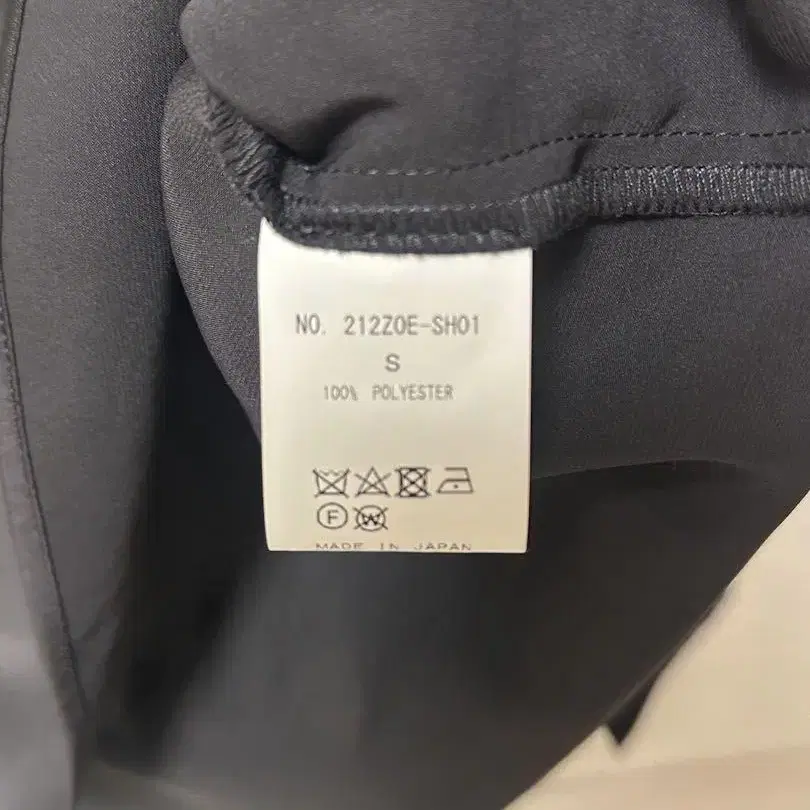 NO. 212ZOE-SH01
S
100% POLYESTER
F W
MADE IN JAPAN